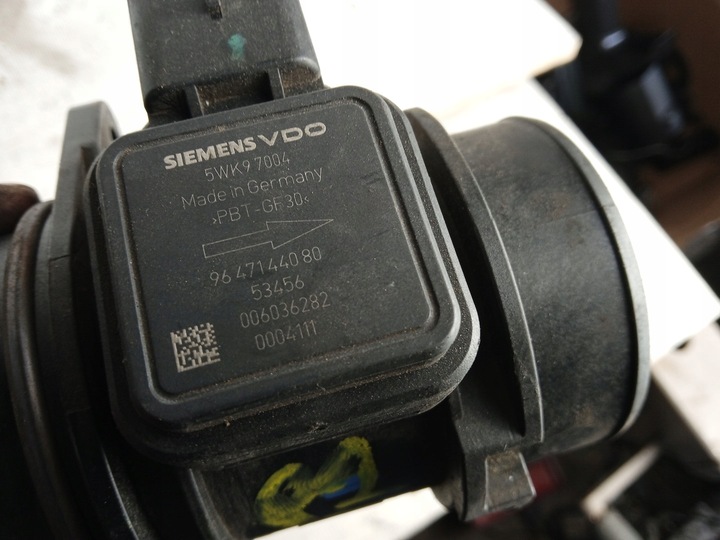 SIEMENS VDO
5WK9 7004
Made in Germany
>PBT-GF30<
96 471 440 80
53456
006036282
0004111